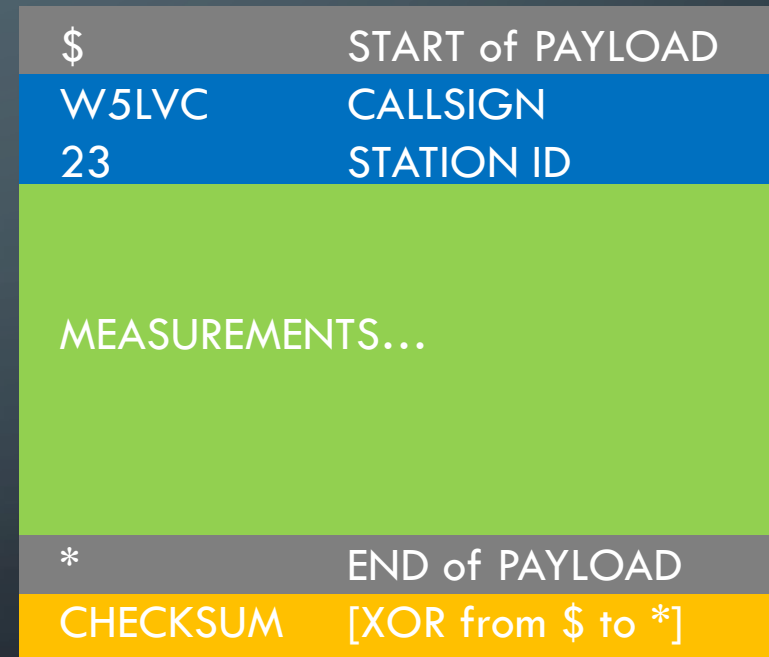 $ START of PAYLOAD
W5LVC CALLSIGN
23 STATION ID
MEASUREMENTS...
* END of PAYLOAD
CHECKSUM [XOR from $ to *]